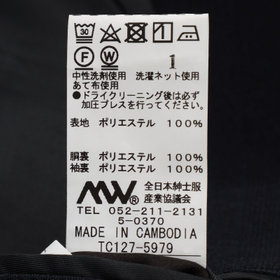 30
F W 1
中性洗剤使用 洗濯ネット使用
あて布使用
●ドライクリーニング後は必ず
加圧プレスを行ってください。
表地 ポリエステル 100%
胴裏 ポリエステル 100%
袖裏 ポリエステル 100%
MW 全日本紳士服
産業協議会
TEL 052-211-2131
5-0370
MADE IN CAMBODIA
TC127-5979